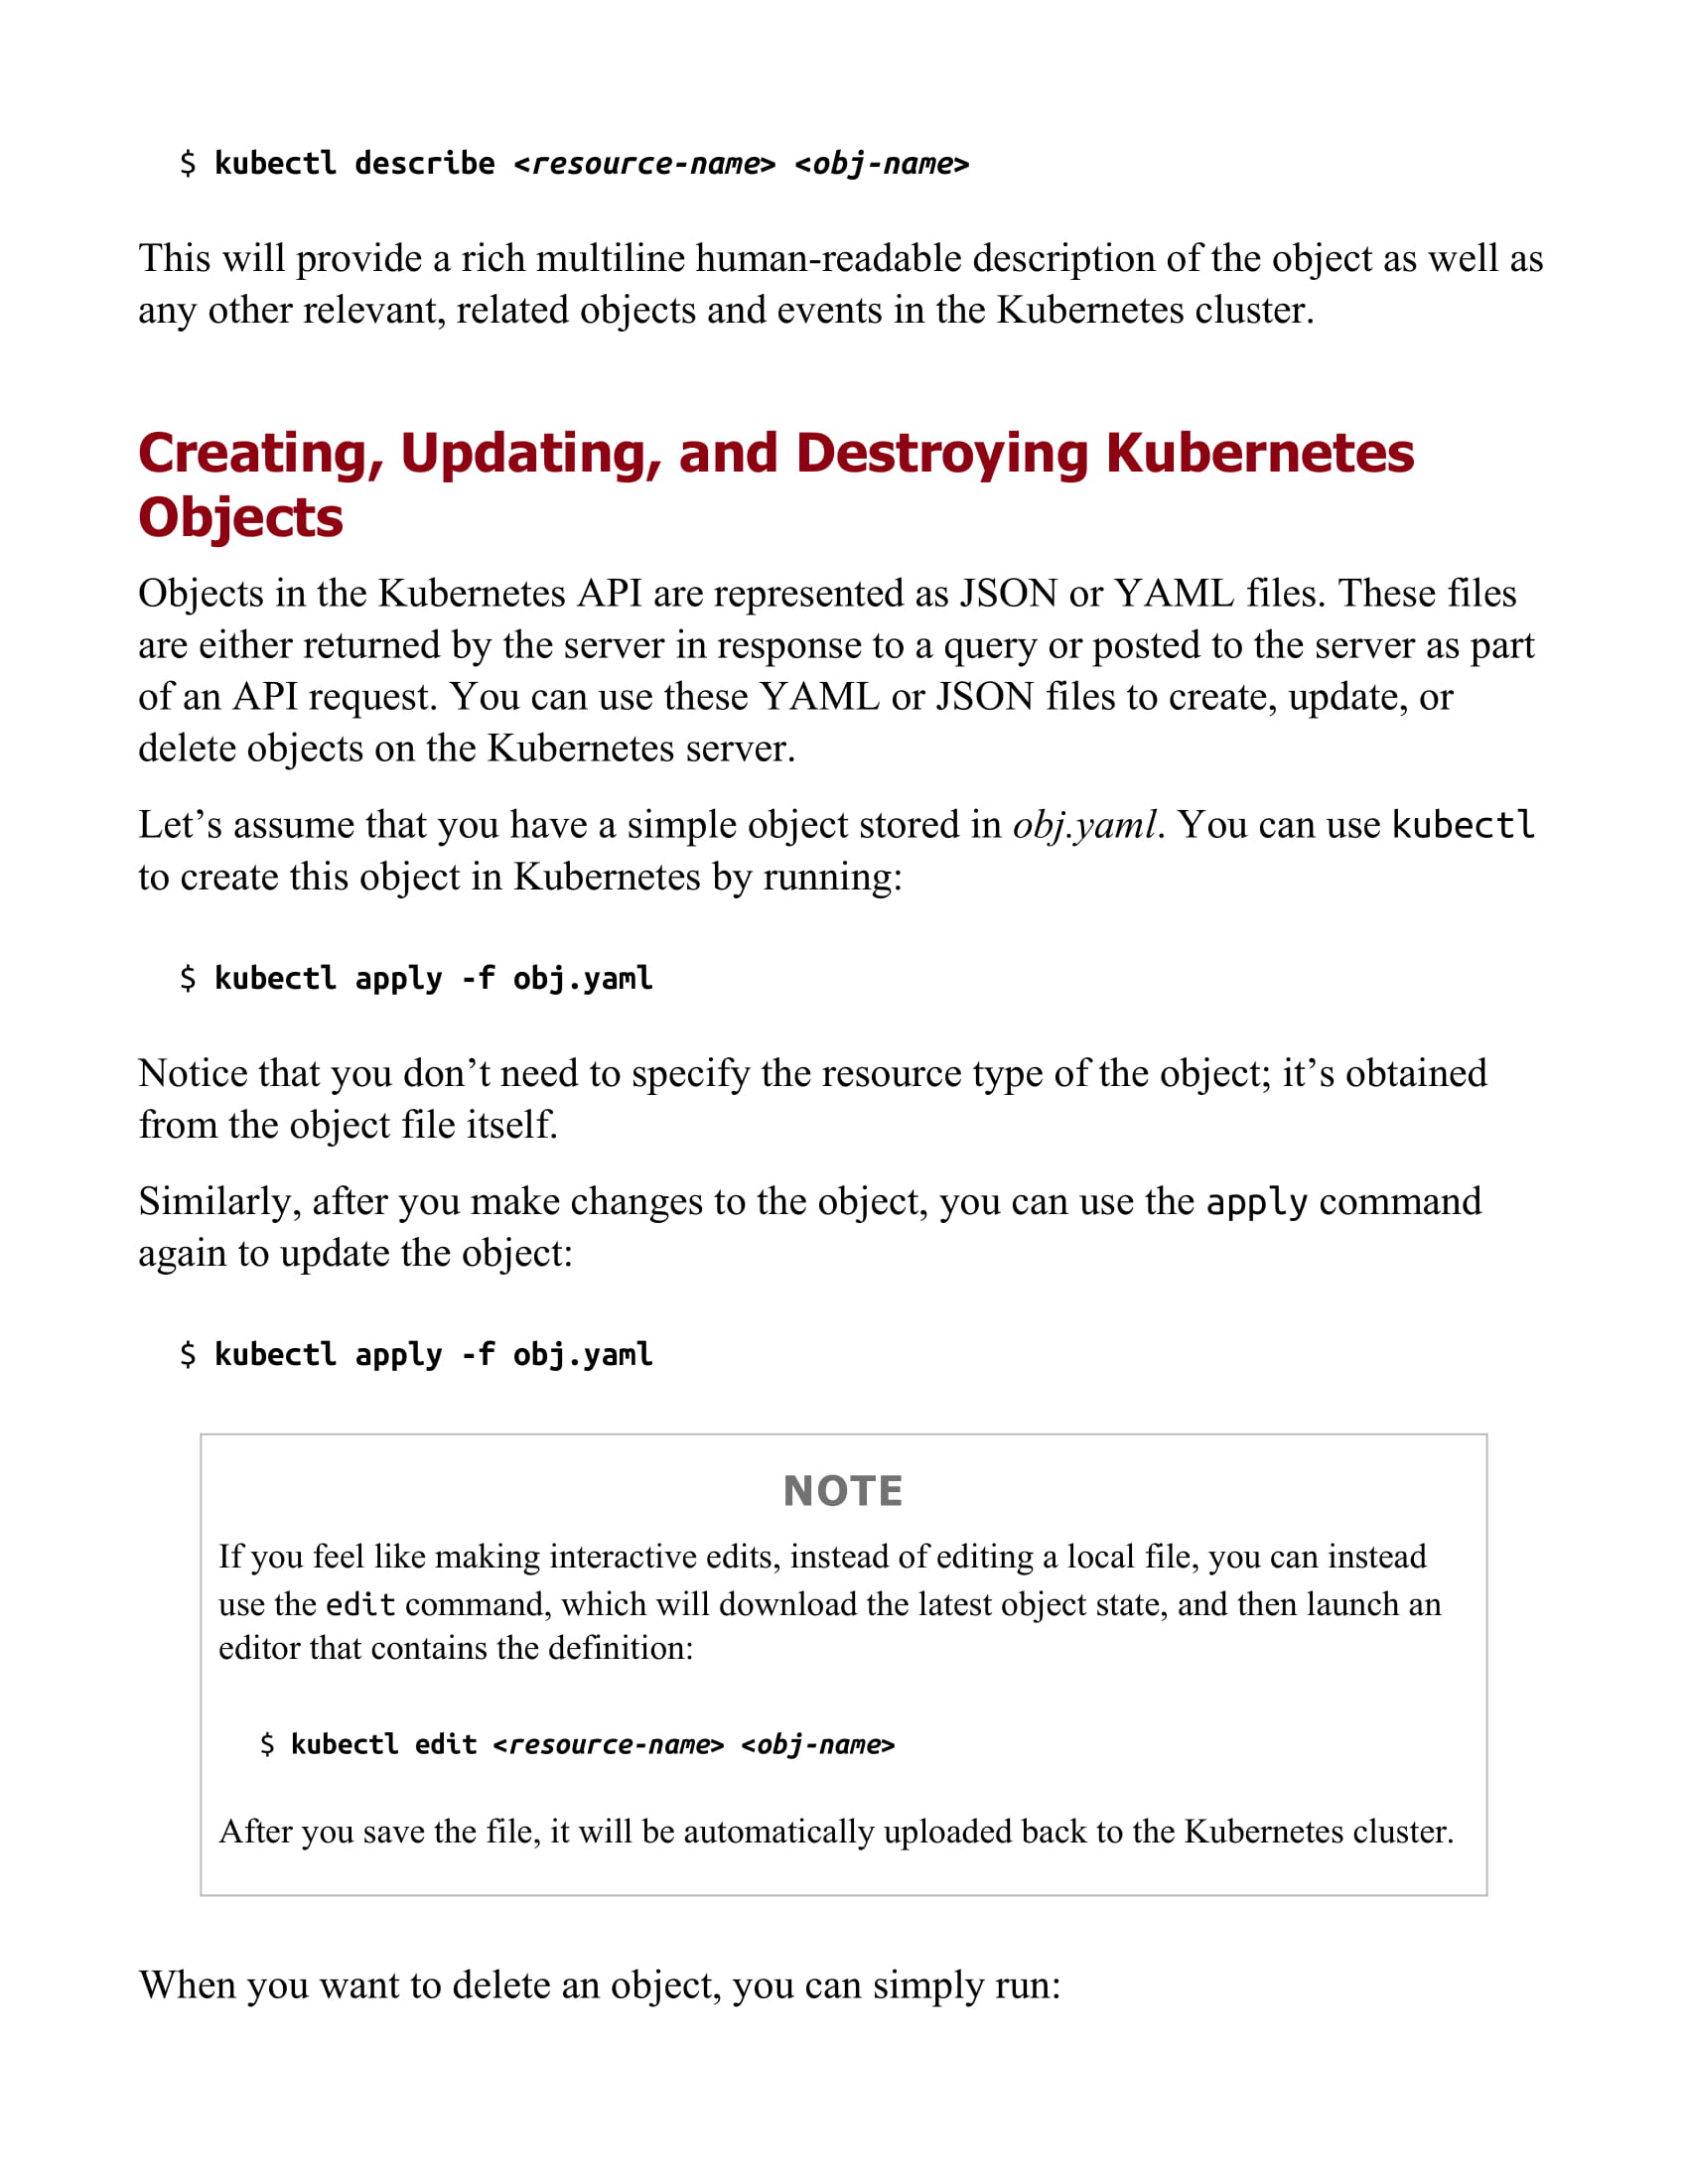 $ kubectl describe <resource-name> <obj-name>
This will provide a rich multiline human-readable description of the object as well as
any other relevant, related objects and events in the Kubernetes cluster.
Creating, Updating, and Destroying Kubernetes
Objects
Objects in the Kubernetes API are represented as JSON or YAML files. These files
are either returned by the server in response to a query or posted to the server as part
of an API request. You can use these YAML or JSON files to create, update, or
delete objects on the Kubernetes server.
Let’s assume that you have a simple object stored in obj.yaml. You can use kubectl
to create this object in Kubernetes by running:
$ kubectl apply -f obj.yaml
Notice that you don’t need to specify the resource type of the object; it’s obtained
from the object file itself.
Similarly, after you make changes to the object, you can use the apply command
again to update the object:
$ kubectl apply -f obj.yaml
NOTE
If you feel like making interactive edits, instead of editing a local file, you can instead
use the edit command, which will download the latest object state, and then launch an
editor that contains the definition:
$ kubectl edit <resource-name> <obj-name>
After you save the file, it will be automatically uploaded back to the Kubernetes cluster.
When you want to delete an object, you can simply run: